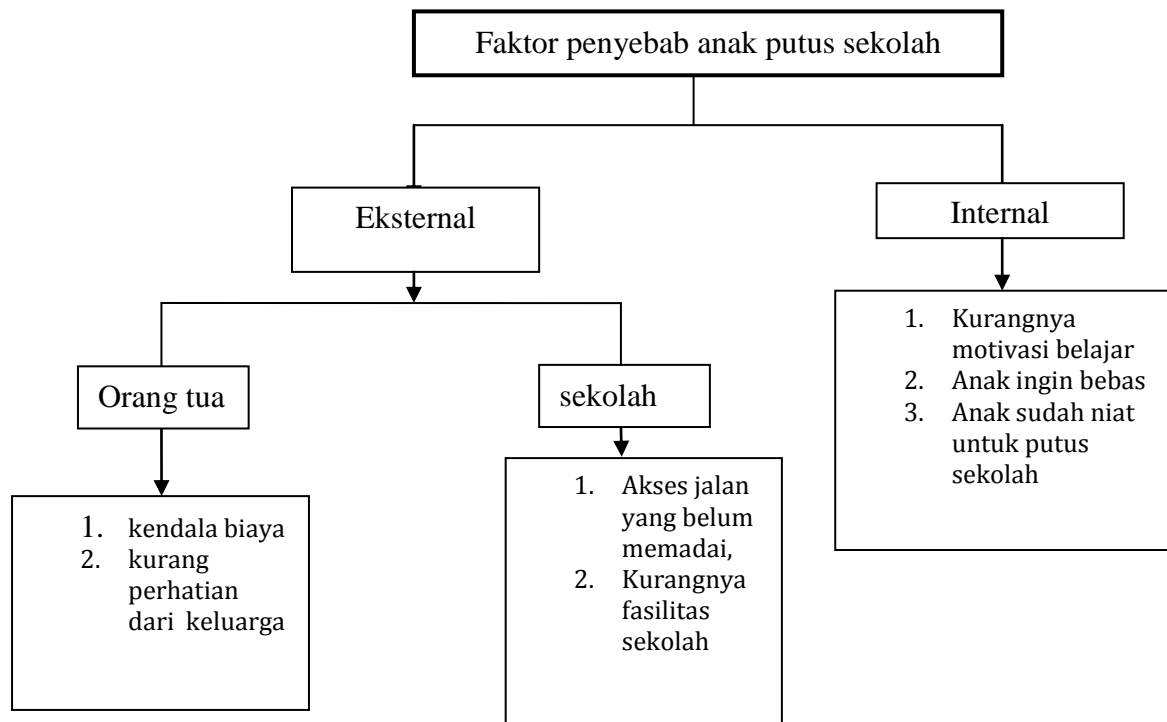 Faktor penyebab anak putus sekolah
Eksternal
Internal
Orang tua
sekolah
1. kendala biaya
2. kurang
perhatian
dari keluarga
1. Akses jalan
yang belum
memadai,
2. Kurangnya
fasilitas
sekolah
1. Kurangnya
motivasi belajar
2. Anak ingin bebas
3. Anak sudah niat
untuk putus
sekolah